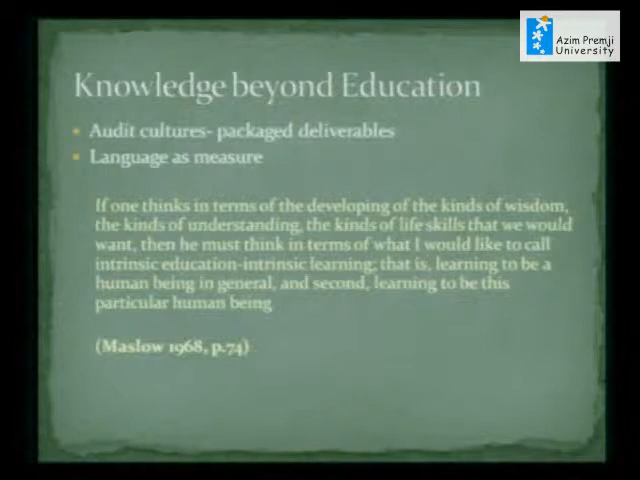 Azim Premji
University
Knowledge beyond Education
Audit cultures- packaged deliverables
Language as measure
If one thinks in terms of the developing of the kinds of wisdom,
the kinds of understanding, the kinds of life skills that we would
want, then he must think in terms of what I would like to call
intrinsic education-intrinsic learning; that is, learning to be a
human being in general, and second, learning to be this
particular human being
(Maslow 1968, p.74)